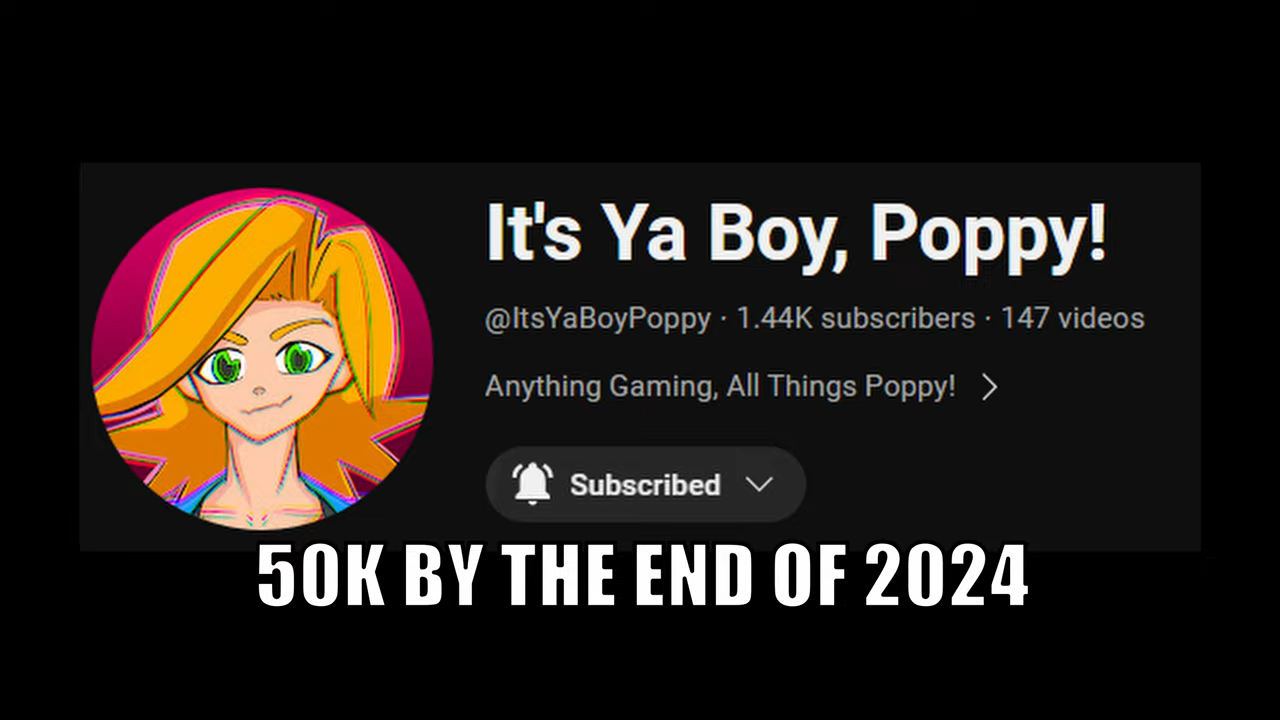 It's Ya Boy, Poppy!
@ItsYaBoyPoppy · 1.44K subscribers · 147 videos
Anything Gaming, All Things Poppy!
Subscribed
50K BY THE END OF 2024